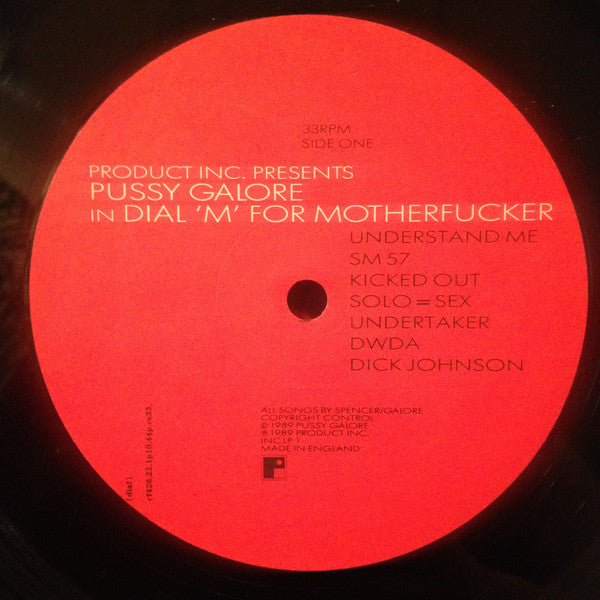 33RPM
SIDE ONE
PRODUCT INC. PRESENTS
PUSSY GALORE
IN DIAL 'M' FOR MOTHERFUCKER
UNDERSTAND ME
SM 57
KICKED OUT
SOLO = SEX
UNDERTAKER
DWDA
DICK JOHNSON
ALL SONGS BY SPENCER/GALORE
COPYRIGHT CONTROL
© 1989 PUSSY GALORE
℗ 1989 PRODUCT INC.
INC LP 1
MADE IN ENGLAND
(dial)